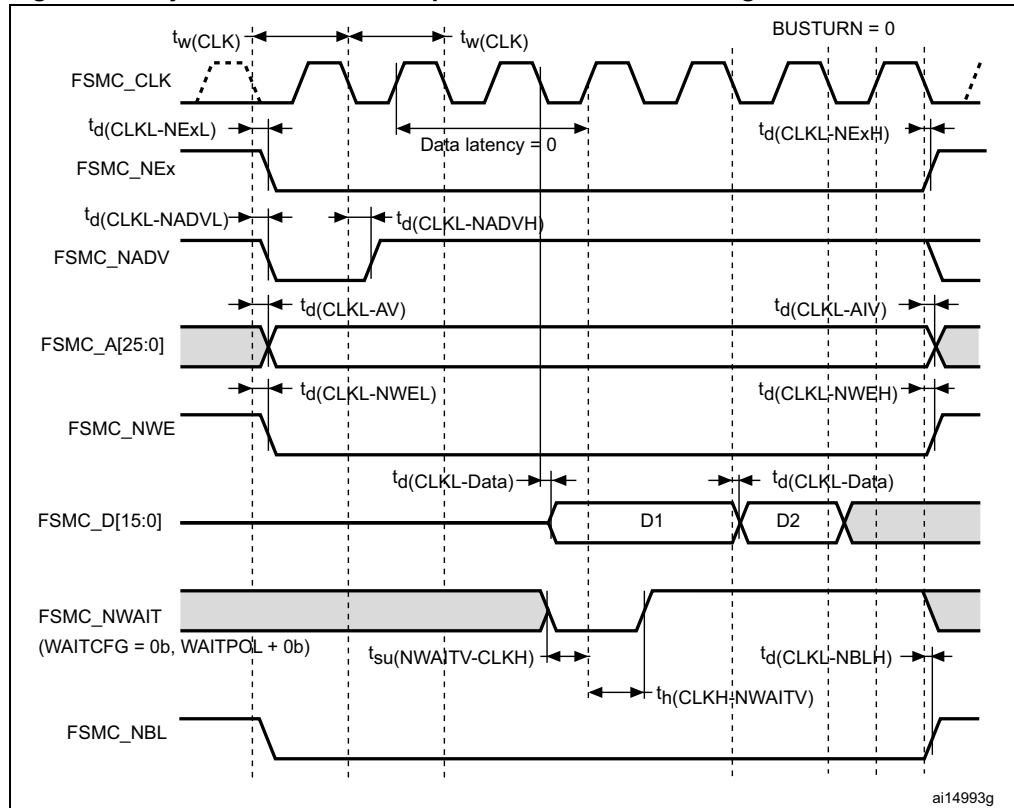 BUSTURN = 0
tw(CLK)
tw(CLK)
FSMC_CLK
td(CLKL-NExL)
Data latency = 0
td(CLKL-NExH)
FSMC_NEx
td(CLKL-NADVL)
td(CLKL-NADVH)
FSMC_NADV
td(CLKL-AV)
td(CLKL-AIV)
FSMC_A[25:0]
td(CLKL-NWEL)
td(CLKL-NWEH)
FSMC_NWE
td(CLKL-Data)
td(CLKL-Data)
FSMC_D[15:0]
D1
D2
FSMC_NWAIT
(WAITCFG = 0b, WAITPOL + 0b)
tsu(NWAITV-CLKH)
td(CLKL-NBLH)
th(CLKH-NWAITV)
FSMC_NBL
ai14993g